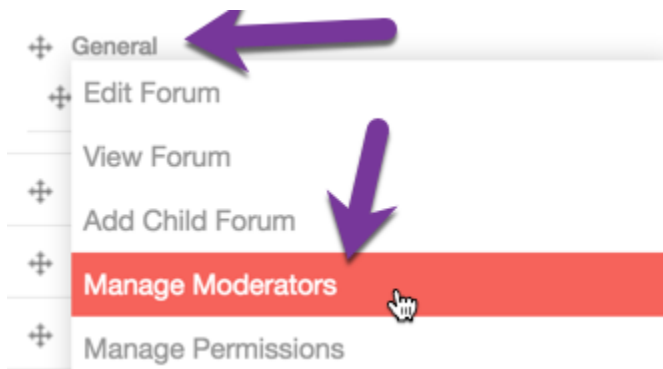 General
Edit Forum
View Forum
Add Child Forum
Manage Moderators
Manage Permissions